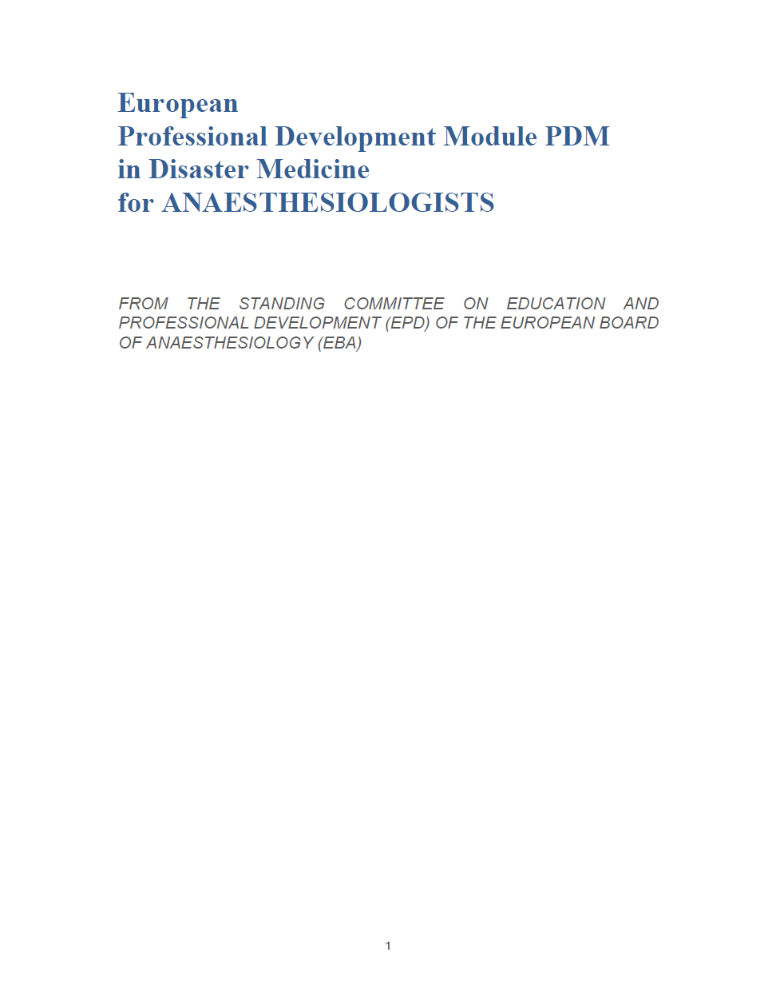 European
Professional Development Module PDM
in Disaster Medicine
for ANAESTHESIOLOGISTS
FROM THE STANDING COMMITTEE ON EDUCATION AND
PROFESSIONAL DEVELOPMENT (EPD) OF THE EUROPEAN BOARD
OF ANAESTHESIOLOGY (EBA)
1